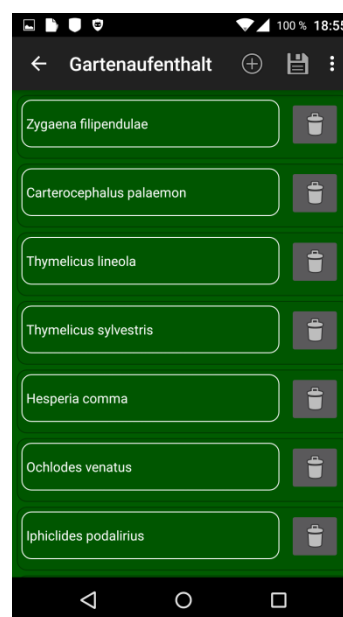 100 % 18:55
Gartenaufenthalt
Zygaena filipendulae
Carterocephalus palaemon
Thymelicus lineola
Thymelicus sylvestris
Hesperia comma
Ochlodes venatus
Iphiclides podalirius